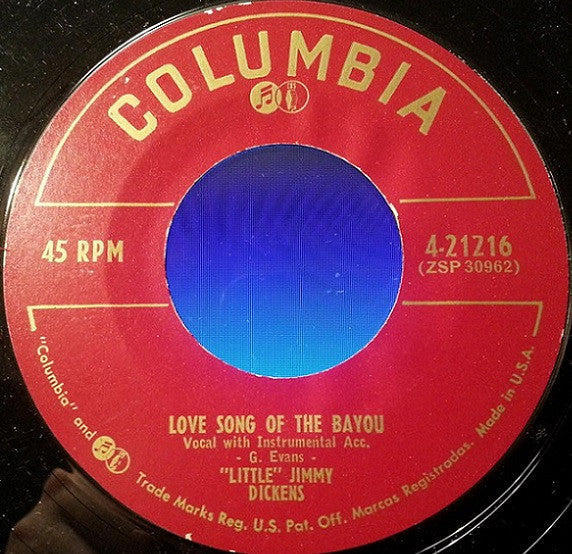 COLUMBIA
45 RPM
4-21216
(ZSP 30962)
LOVE SONG OF THE BAYOU
Vocal with Instrumental Acc.
- G. Evans -
"LITTLE" JIMMY
DICKENS
"Columbia" and Trade Marks Reg. U.S. Pat. Off. Marcas Registradas. Made in U.S.A.